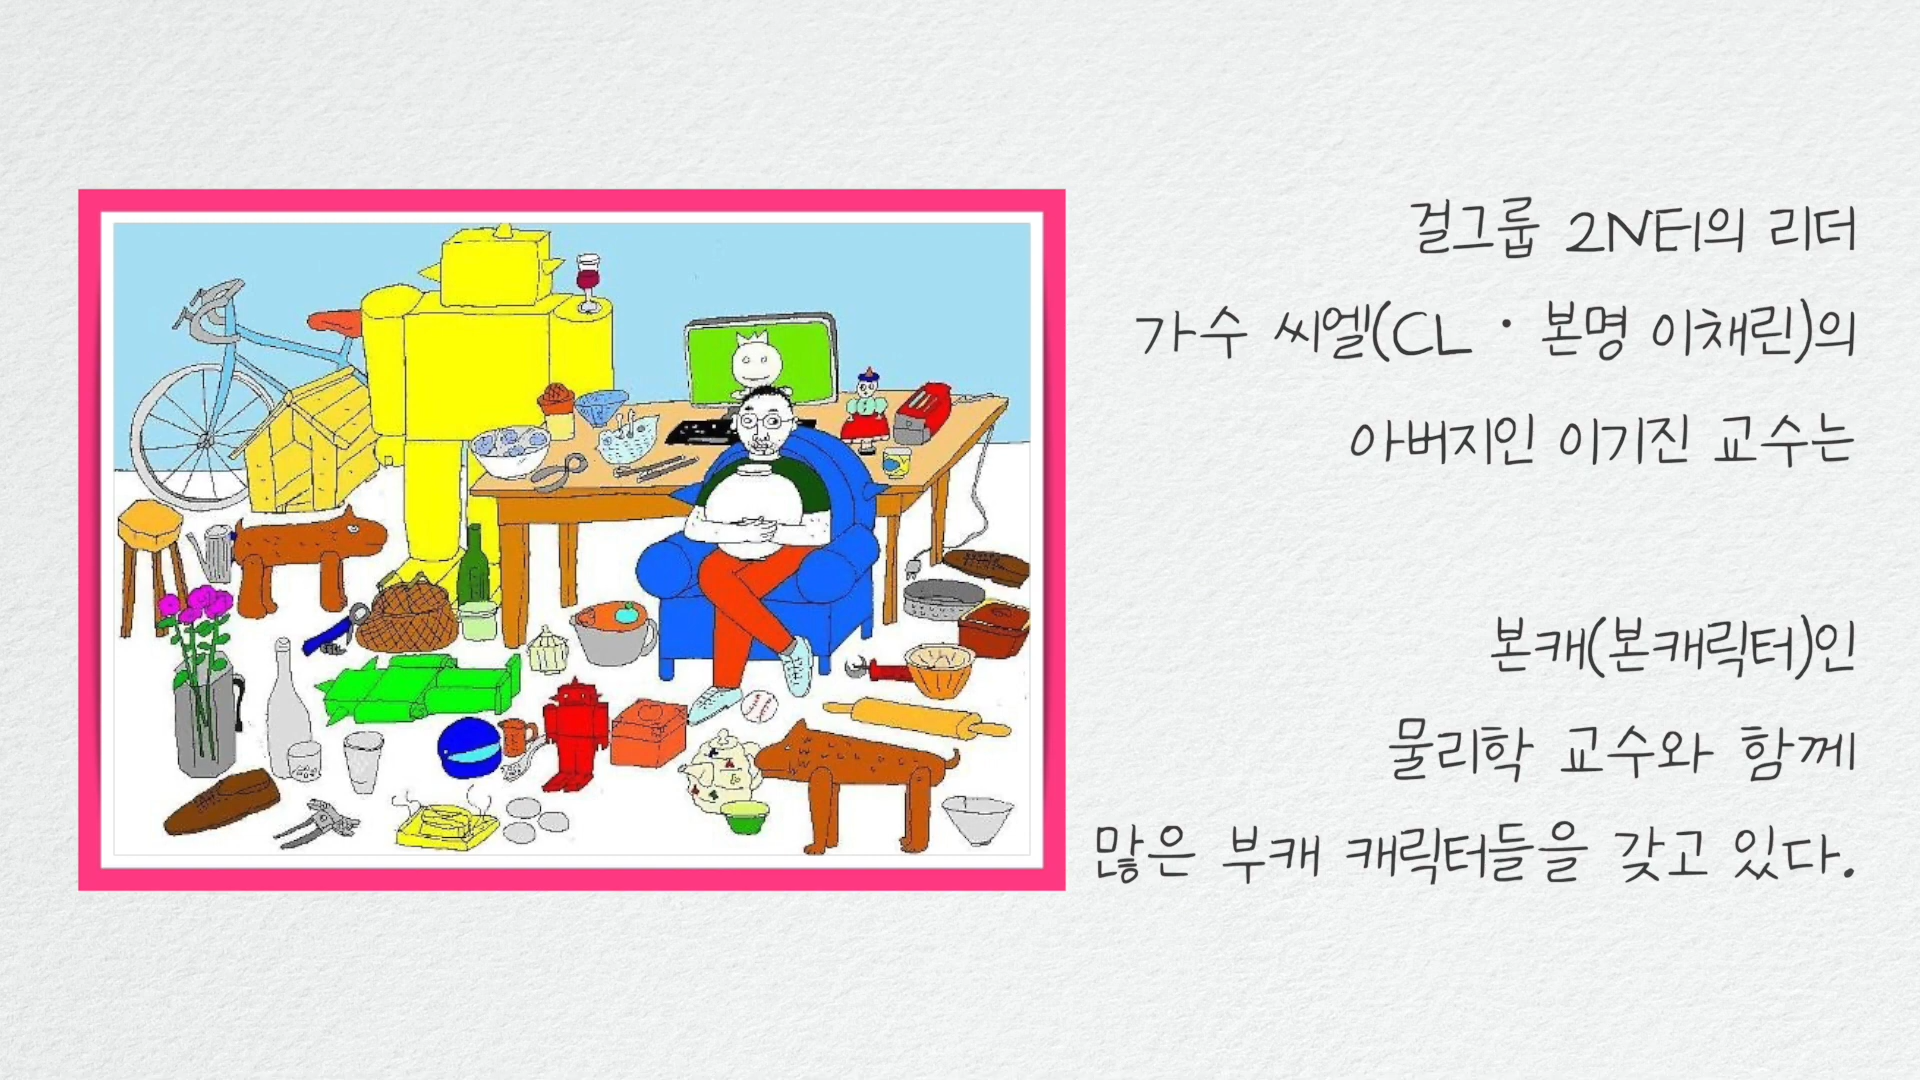 걸그룹 2NE1의 리더
가수 씨엘(CL · 본명 이채린)의
아버지인 이기진 교수는
본캐(본캐릭터)인
물리학 교수와 함께
많은 부캐 캐릭터들을 갖고 있다.